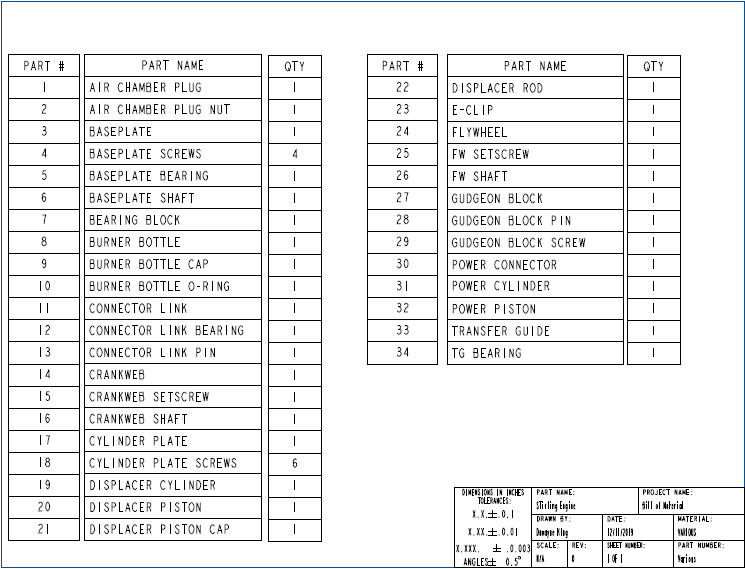 PART # PART NAME QTY
1 AIR CHAMBER PLUG 1
2 AIR CHAMBER PLUG NUT 1
3 BASEPLATE 1
4 BASEPLATE SCREWS 4
5 BASEPLATE BEARING 1
6 BASEPLATE SHAFT 1
7 BEARING BLOCK 1
8 BURNER BOTTLE 1
9 BURNER BOTTLE CAP 1
10 BURNER BOTTLE O-RING 1
11 CONNECTOR LINK 1
12 CONNECTOR LINK BEARING 1
13 CONNECTOR LINK PIN 1
14 CRANKWEB 1
15 CRANKWEB SETSCREW 1
16 CRANKWEB SHAFT 1
17 CYLINDER PLATE 1
18 CYLINDER PLATE SCREWS 6
19 DISPLACER CYLINDER 1
20 DISPLACER PISTON 1
21 DISPLACER PISTON CAP 1
PART # PART NAME QTY
22 DISPLACER ROD 1
23 E-CLIP 1
24 FLYWHEEL 1
25 FW SETSCREW 1
26 FW SHAFT 1
27 GUDGEON BLOCK 1
28 GUDGEON BLOCK PIN 1
29 GUDGEON BLOCK SCREW 1
30 POWER CONNECTOR 1
31 POWER CYLINDER 1
32 POWER PISTON 1
33 TRANSFER GUIDE 1
34 TG BEARING 1
DIMENSIONS IN INCHES
TOLERANCES:
X.X.± .0.1
X.XX.± .0.01
X.XXX. ± .0.003
ANGLES± 0.5°
PART NAME: PROJECT NAME:
Stirling Engine Bill of Material
DRAWN BY: DATE: MATERIAL:
Dowayne King 12/11/2019 VARIOUS
SCALE: REV: SHEET NUMBER: PART NUMBER:
N/A 0 1 OF 1 Various